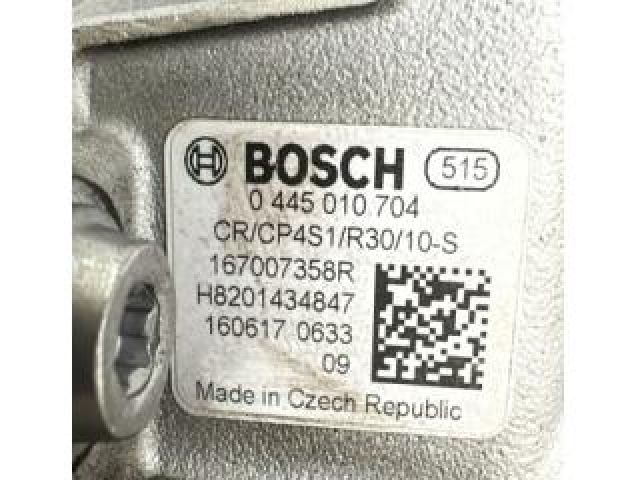 BOSCH 515
0 445 010 704
CR/CP4S1/R30/10-S
167007358R
H8201434847
160617 0633
09
Made in Czech Republic